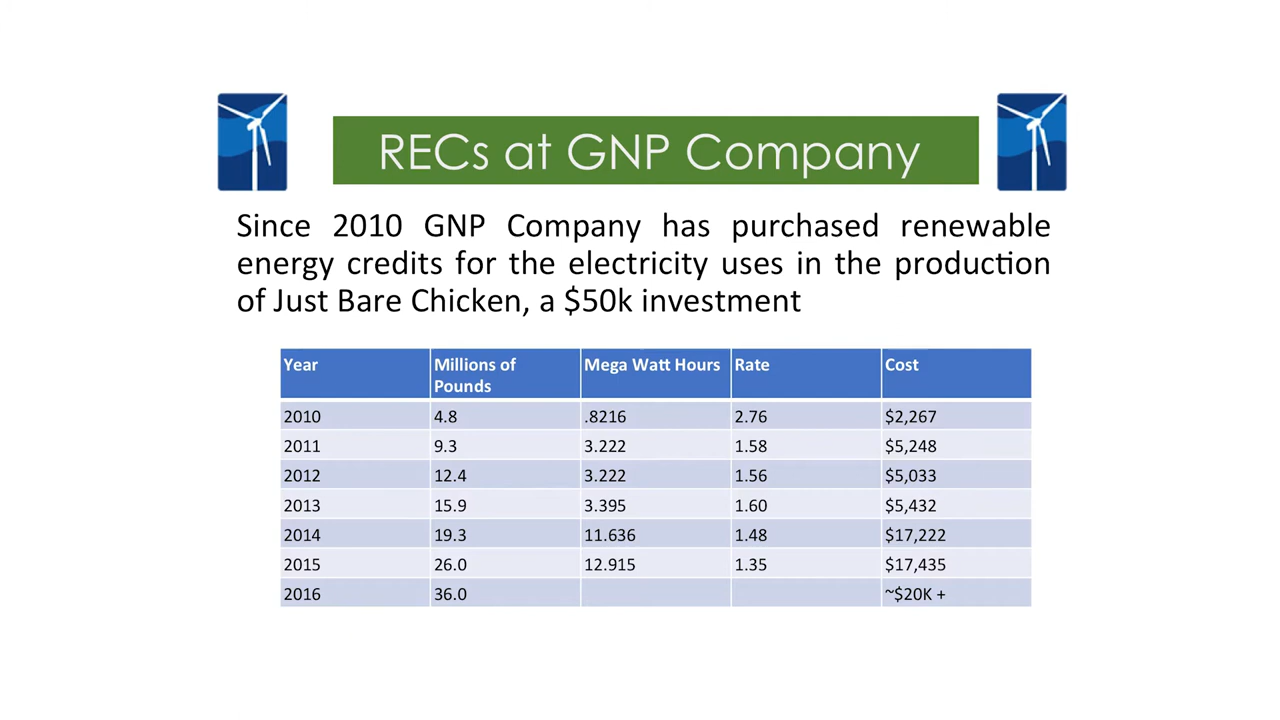 RECs at GNP Company
Since 2010 GNP Company has purchased renewable
energy credits for the electricity uses in the production
of Just Bare Chicken, a $50k investment
Year Millions of Pounds Mega Watt Hours Rate Cost
2010 4.8 .8216 2.76 $2,267
2011 9.3 3.222 1.58 $5,248
2012 12.4 3.222 1.56 $5,033
2013 15.9 3.395 1.60 $5,432
2014 19.3 11.636 1.48 $17,222
2015 26.0 12.915 1.35 $17,435
2016 36.0 ~$20K +